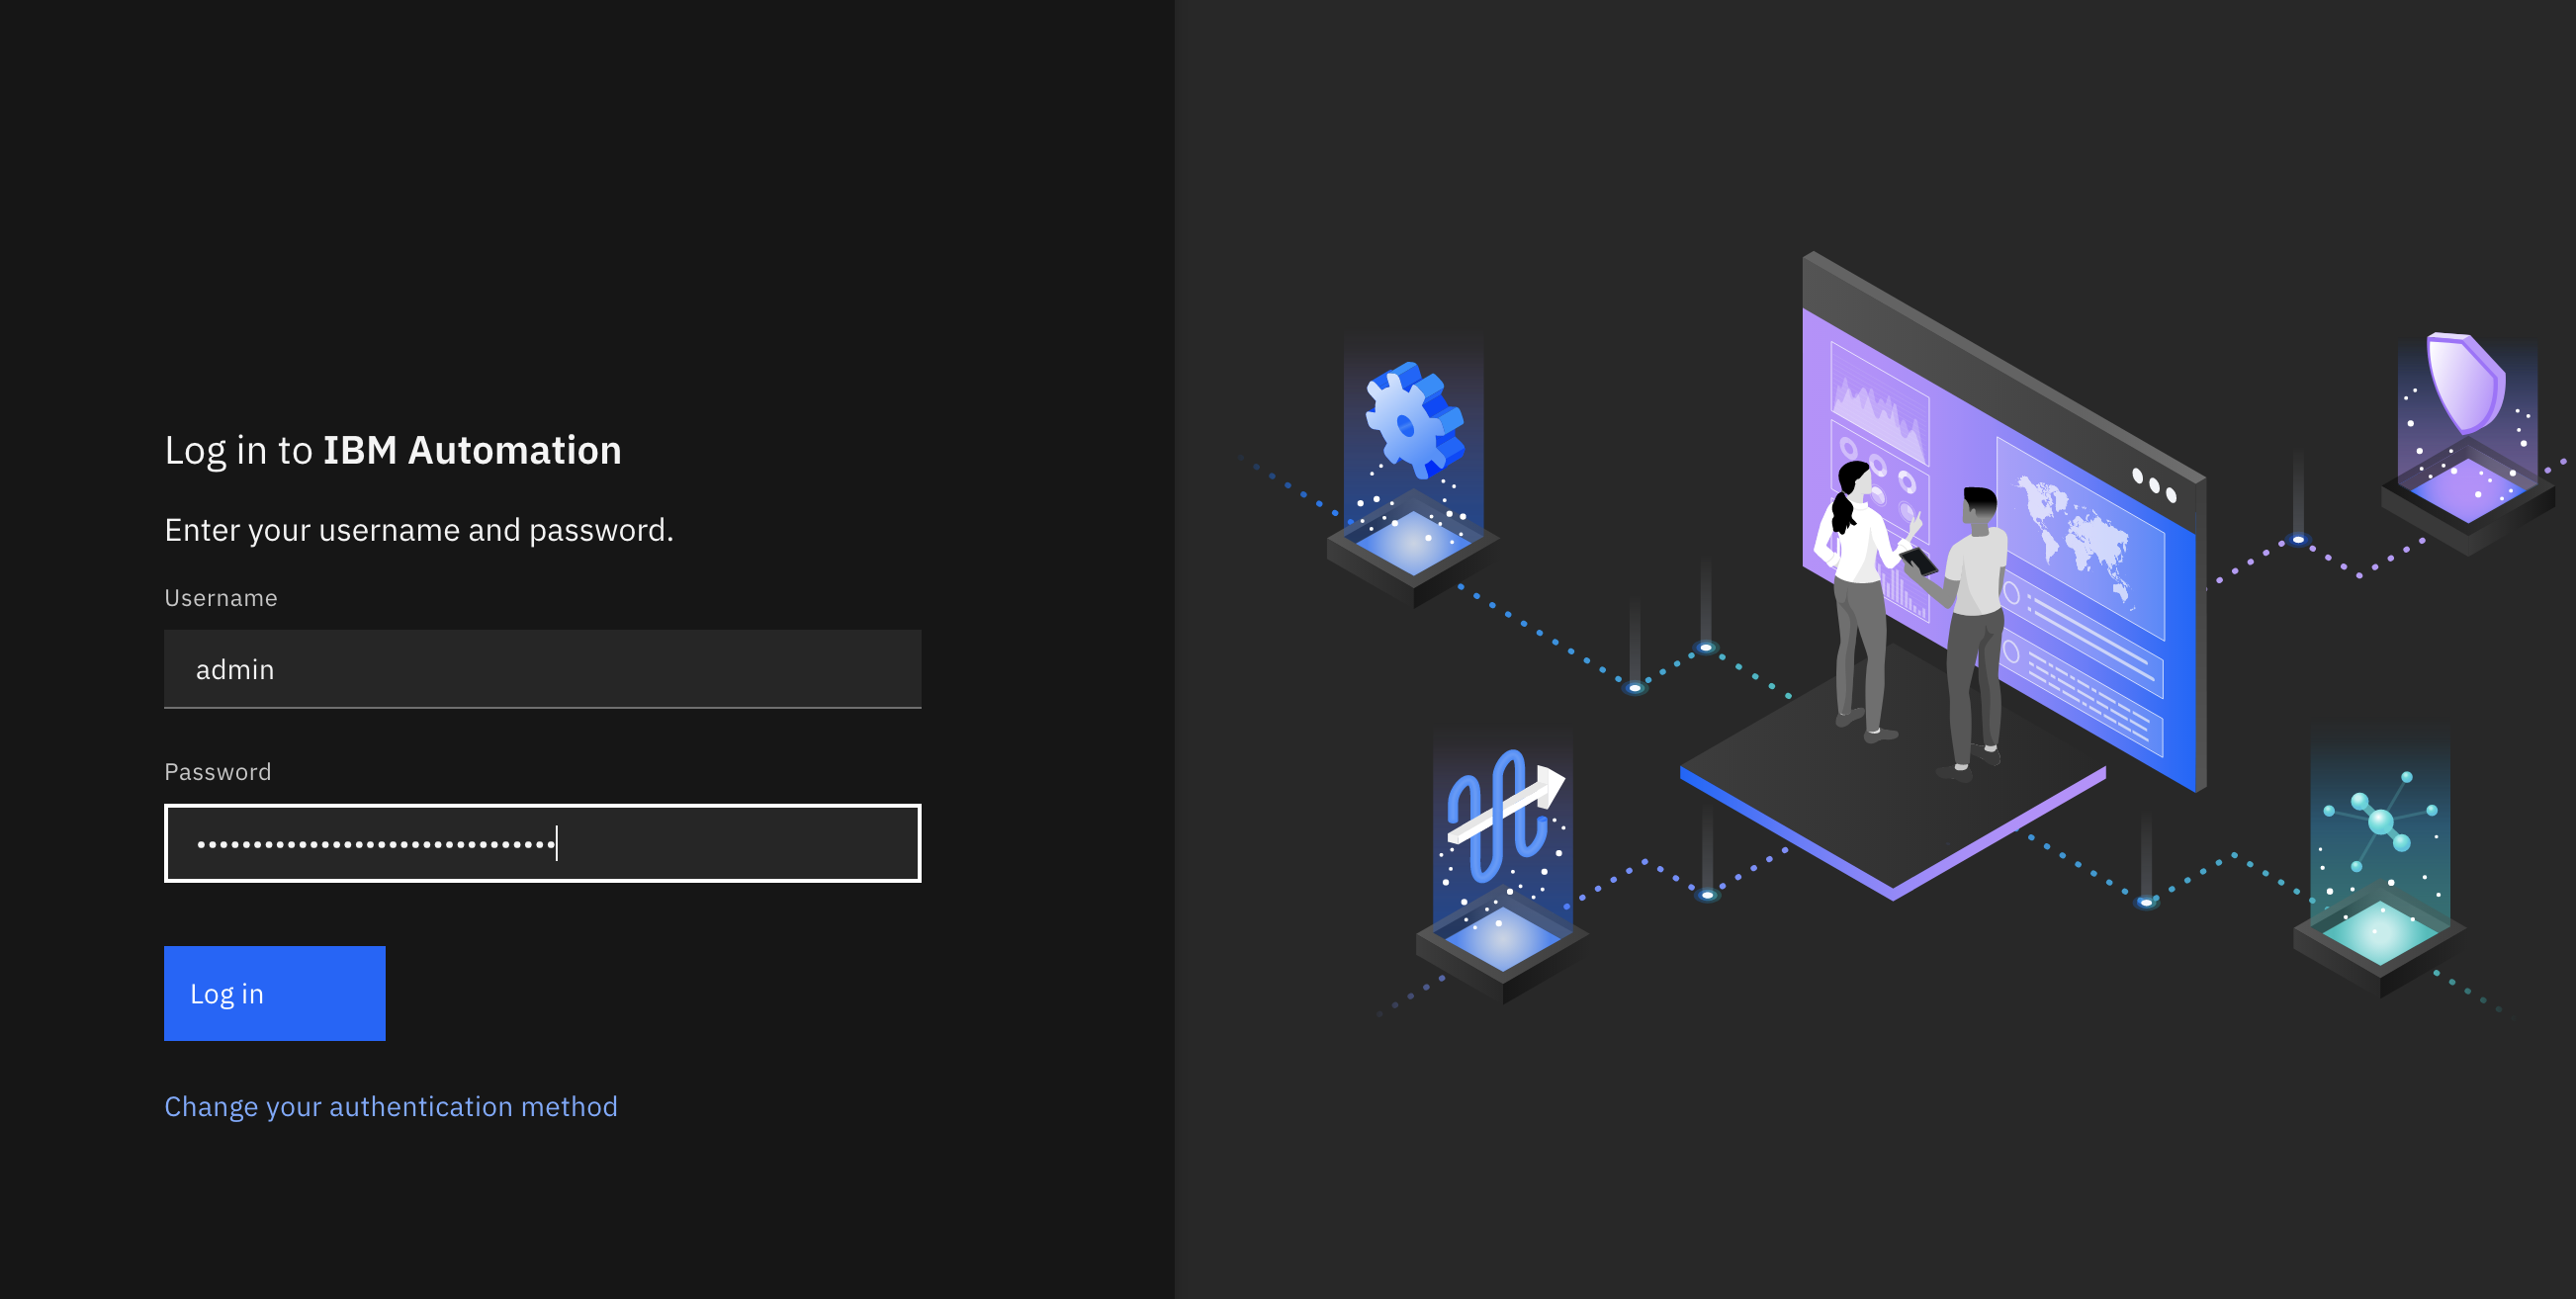 Log in to IBM Automation
Enter your username and password.
Username
admin
Password
••••••••••••••••••••••••••••••••
Log in
Change your authentication method